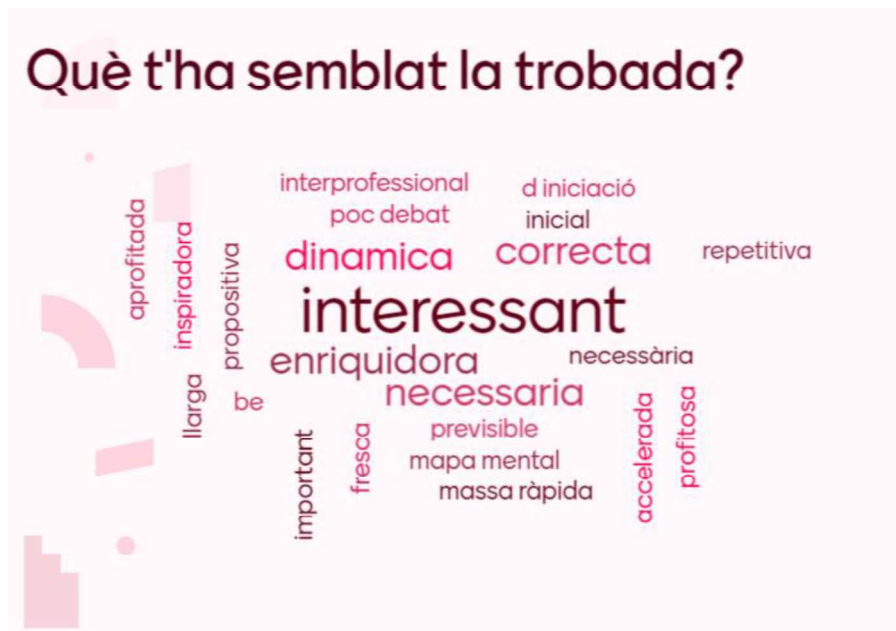 Què t'ha semblat la trobada?
interprofessional
d iniciació
poc debat
inicial
aprofitada
inspiradora
propositiva
dinamica
correcta
repetitiva
interessant
enriquidora
necessària
llarga
be
necessaria
previsible
important
fresca
mapa mental
massa ràpida
accelerada
profitosa